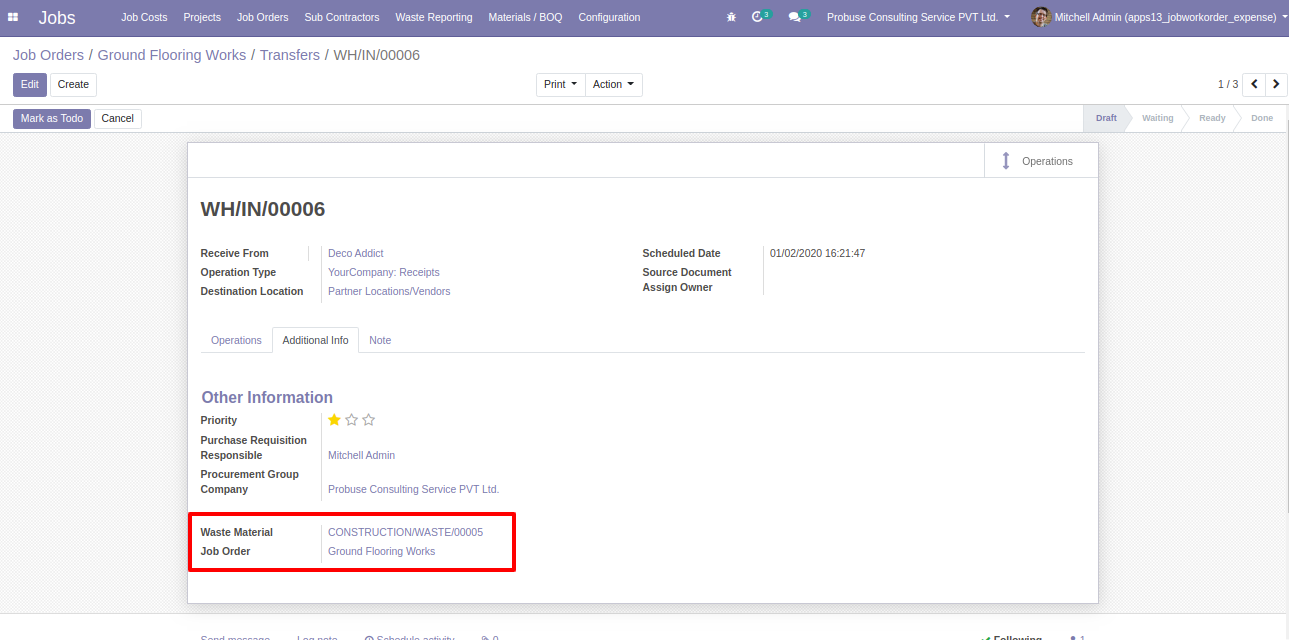 Jobs Job Costs Projects Job Orders Sub Contractors Waste Reporting Materials / BOQ Configuration 3 3 Probuse Consulting Service PVT Ltd. Mitchell Admin (apps13_jobworkorder_expense)
Job Orders / Ground Flooring Works / Transfers / WH/IN/00006
Edit Create Print Action 1 / 3
Mark as Todo Cancel Draft Waiting Ready Done
Operations
WH/IN/00006
Receive From Deco Addict Scheduled Date 01/02/2020 16:21:47
Operation Type YourCompany: Receipts Source Document
Destination Location Partner Locations/Vendors Assign Owner
Operations Additional Info Note
Other Information
Priority
Purchase Requisition
Responsible Mitchell Admin
Procurement Group
Company Probuse Consulting Service PVT Ltd.
Waste Material CONSTRUCTION/WASTE/00005
Job Order Ground Flooring Works
Send message Log note Schedule activity 0 Following 1